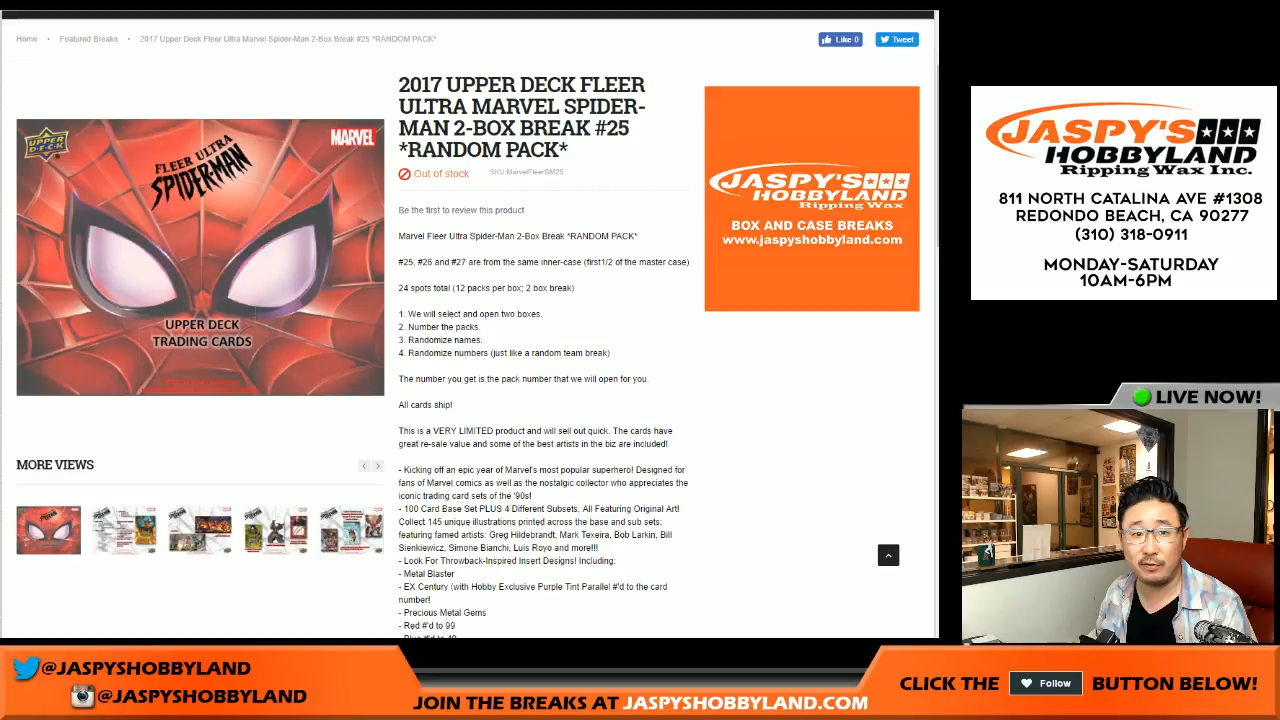 Home • Featured Breaks • 2017 Upper Deck Fleer Ultra Marvel Spider-Man 2-Box Break #25 *RANDOM PACK*
Like 0
Tweet
UPPER DECK
MARVEL
FLEER ULTRA
SPIDER-MAN
UPPER DECK
TRADING CARDS
MORE VIEWS
2017 UPPER DECK FLEER
ULTRA MARVEL SPIDER-
MAN 2-BOX BREAK #25
*RANDOM PACK*
Out of stock
SKU:MarvelFleerSM25
Be the first to review this product
Marvel Fleer Ultra Spider-Man 2-Box Break *RANDOM PACK*
#25, #26 and #27 are from the same inner-case (first1/2 of the master case)
24 spots total (12 packs per box; 2 box break)
1. We will select and open two boxes.
2. Number the packs.
3. Randomize names.
4. Randomize numbers (just like a random team break)
The number you get is the pack number that we will open for you.
All cards ship!
This is a VERY LIMITED product and will sell out quick. The cards have
great re-sale value and some of the best artists in the biz are included!
- Kicking off an epic year of Marvel's most popular superhero! Designed for
fans of Marvel comics as well as the nostalgic collector who appreciates the
iconic trading card sets of the '90s!
- 100 Card Base Set PLUS 4 Different Subsets, All Featuring Original Art!
Collect 145 unique illustrations printed across the base and sub sets;
featuring famed artists: Greg Hildebrandt, Mark Texeira, Bob Larkin, Bill
Sienkiewicz, Simone Bianchi, Luis Royo and more!!!
- Look For Throwback-Inspired Insert Designs! Including:
- Metal Blaster
- EX Century (with Hobby Exclusive Purple Tint Parallel #'d to the card
number!
- Precious Metal Gems
- Red #'d to 99
JASPY'S
HOBBYLAND
Ripping Wax
BOX AND CASE BREAKS
www.jaspyshobbyland.com
JASPY'S
HOBBYLAND
Ripping Wax Inc.
811 NORTH CATALINA AVE #1308
REDONDO BEACH, CA 90277
(310) 318-0911
MONDAY-SATURDAY
10AM-6PM
LIVE NOW!
@JASPYSHOBBYLAND
@JASPYSHOBBYLAND
JOIN THE BREAKS AT JASPYSHOBBYLAND.COM
CLICK THE Follow BUTTON BELOW!